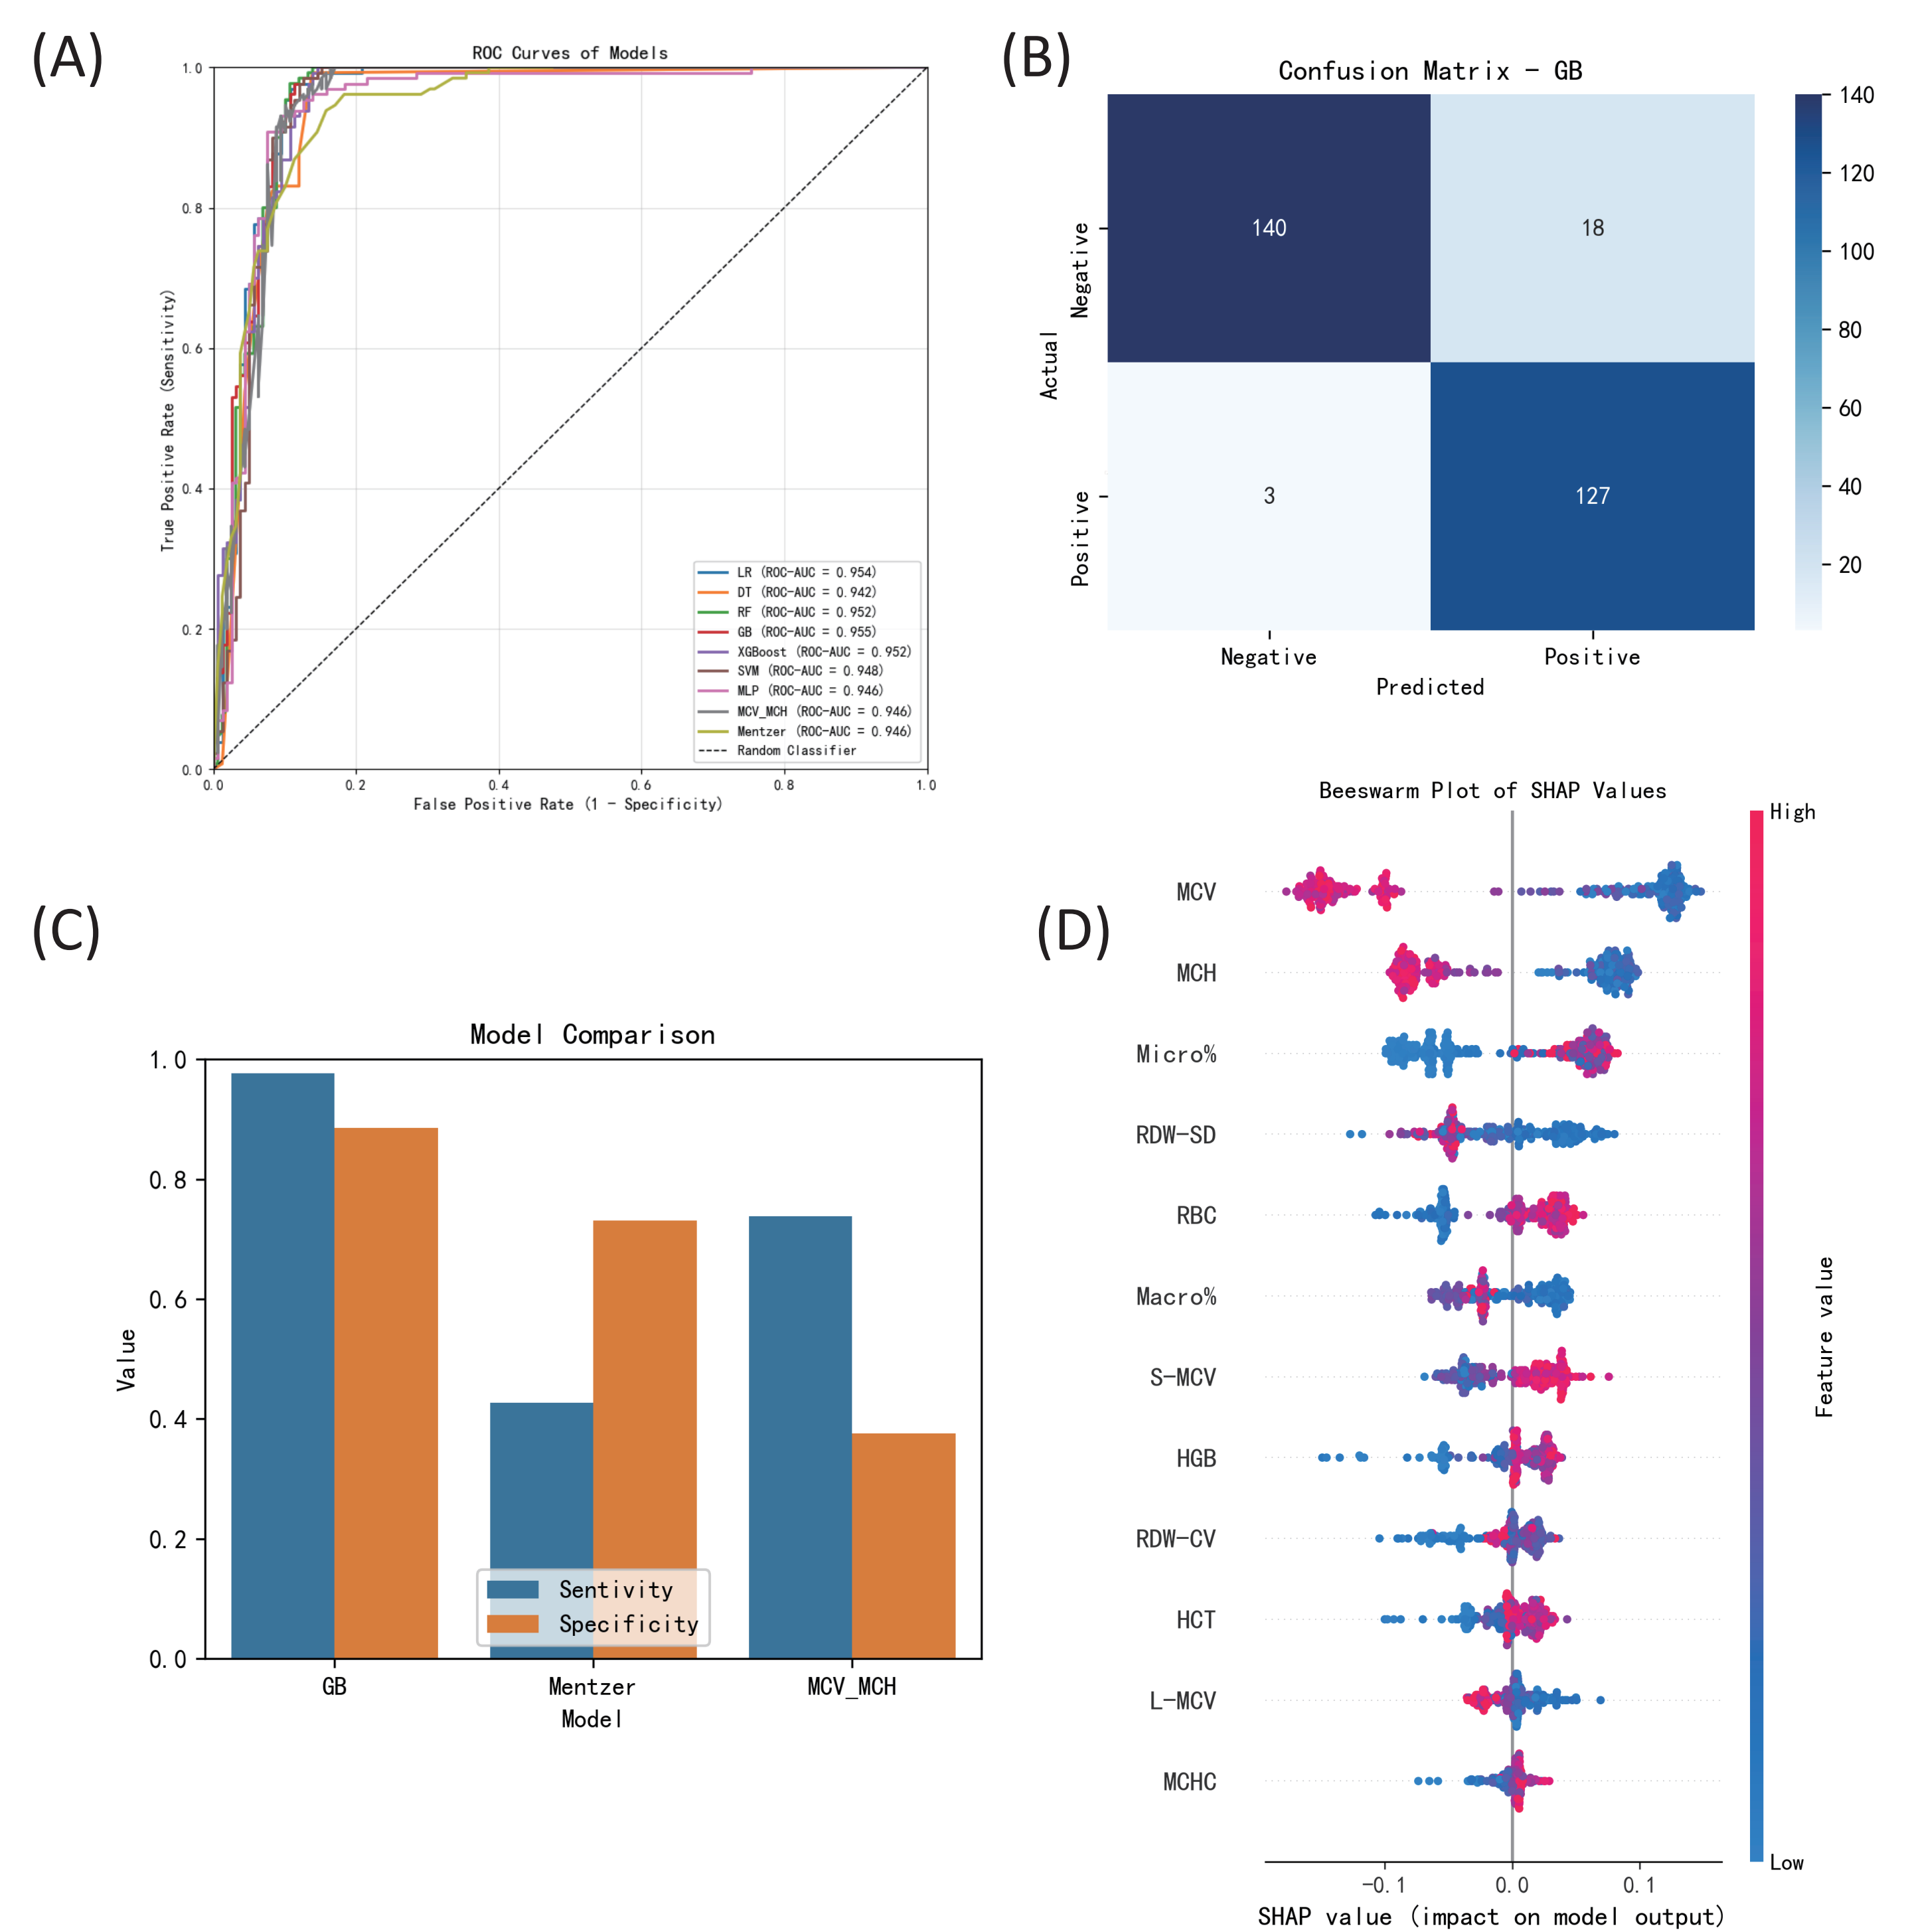 (A)
ROC Curves of Models
1.0
0.8
0.6
0.4
0.2
0.0
True Positive Rate (Sensitivity)
LR (ROC-AUC = 0.954)
DT (ROC-AUC = 0.942)
RF (ROC-AUC = 0.952)
GB (ROC-AUC = 0.955)
XGBoost (ROC-AUC = 0.952)
SVM (ROC-AUC = 0.948)
MLP (ROC-AUC = 0.946)
MCV_MCH (ROC-AUC = 0.946)
Mentzer (ROC-AUC = 0.946)
Random Classifier
0.0 0.2 0.4 0.6 0.8 1.0
False Positive Rate (1 - Specificity)
(B)
Confusion Matrix - GB
Actual
Negative
Positive
140 18
3 127
Negative Positive
Predicted
140
120
100
80
60
40
20
(C)
Model Comparison
1.0
0.8
0.6
0.4
0.2
0.0
Value
Sentivity
Specificity
GB Mentzer MCV_MCH
Model
(D)
Beeswarm Plot of SHAP Values
MCV
MCH
Micro%
RDW-SD
RBC
Macro%
S-MCV
HGB
RDW-CV
HCT
L-MCV
MCHC
-0.1 0.0 0.1
SHAP value (impact on model output)
High
Feature value
Low